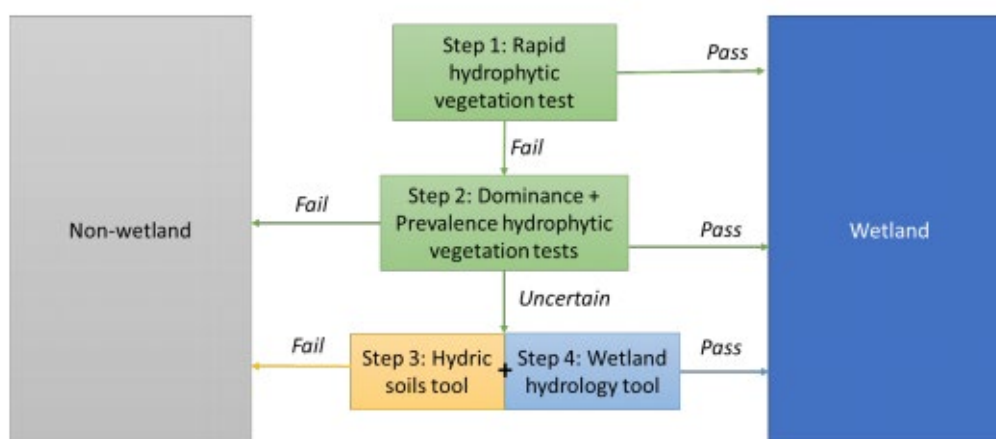 Step 1: Rapid
hydrophytic
vegetation test
Pass
Fail
Step 2: Dominance +
Prevalence hydrophytic
vegetation tests
Fail
Pass
Non-wetland
Wetland
Uncertain
Step 3: Hydric
soils tool
+
Step 4: Wetland
hydrology tool
Fail
Pass